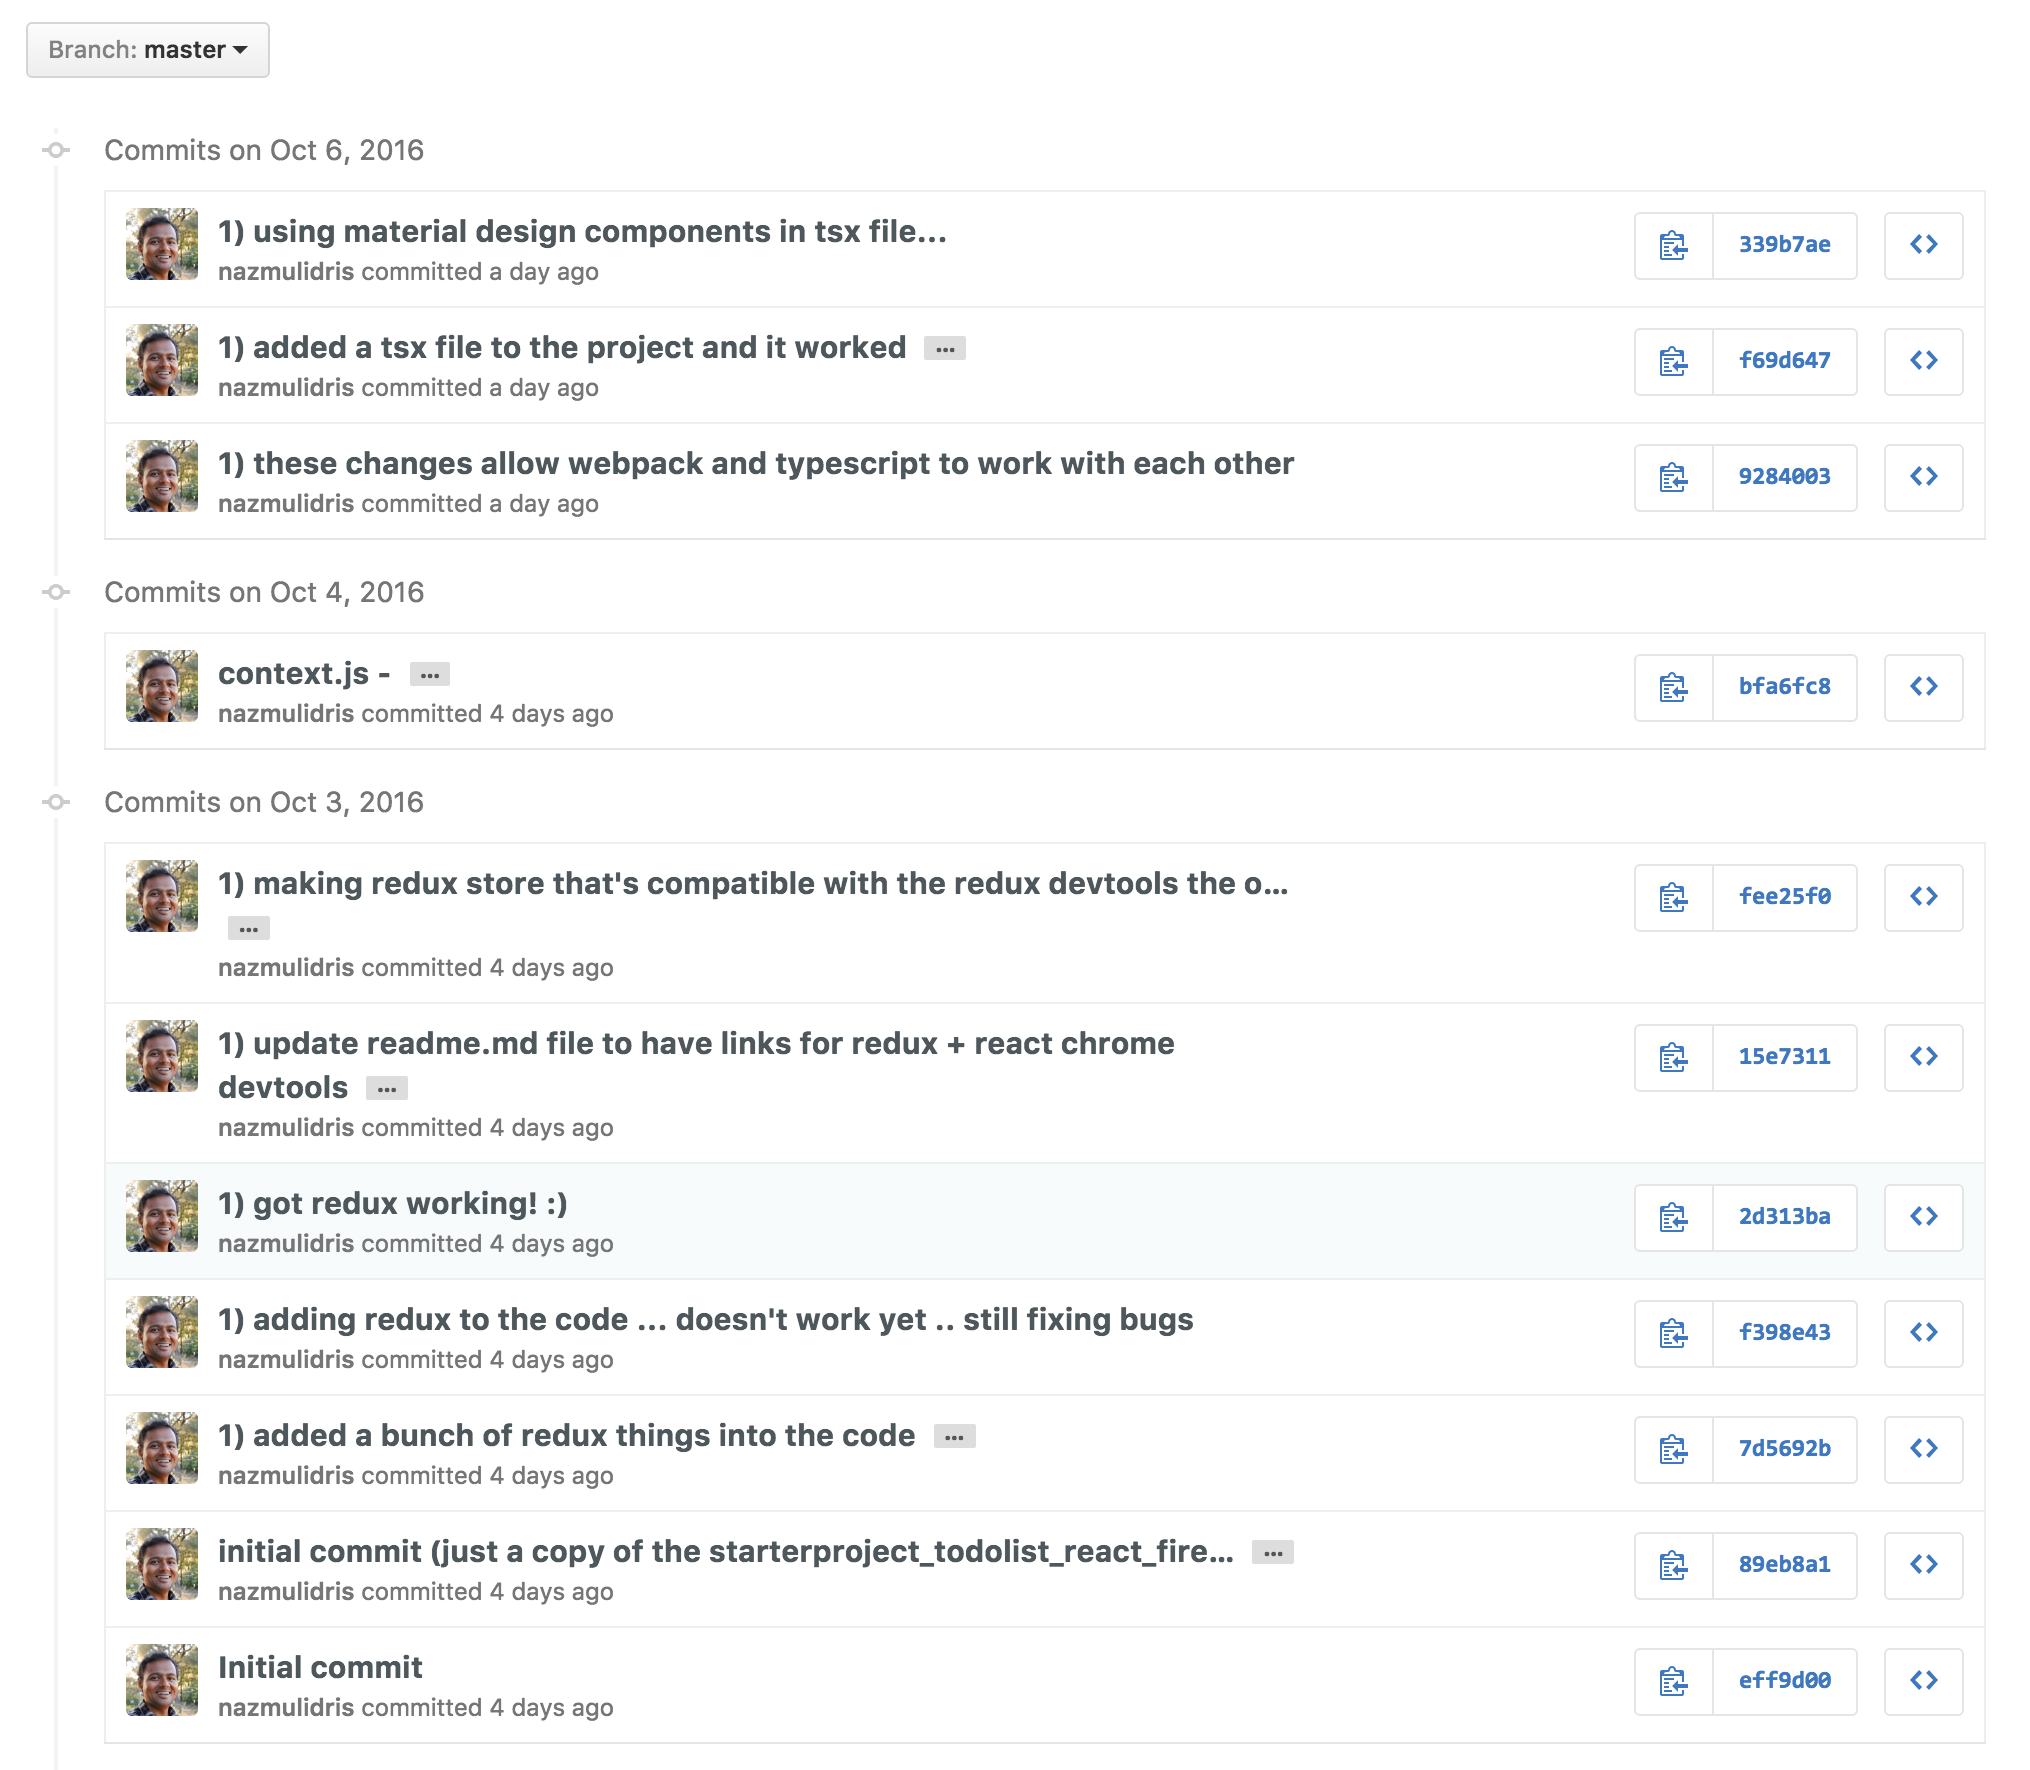 Branch: master
Commits on Oct 6, 2016
1) using material design components in tsx file...
nazmulidris committed a day ago
339b7ae
1) added a tsx file to the project and it worked …
nazmulidris committed a day ago
f69d647
1) these changes allow webpack and typescript to work with each other
nazmulidris committed a day ago
9284003
Commits on Oct 4, 2016
context.js - …
nazmulidris committed 4 days ago
bfa6fc8
Commits on Oct 3, 2016
1) making redux store that's compatible with the redux devtools the o…
…
nazmulidris committed 4 days ago
fee25f0
1) update readme.md file to have links for redux + react chrome
devtools …
nazmulidris committed 4 days ago
15e7311
1) got redux working! :)
nazmulidris committed 4 days ago
2d313ba
1) adding redux to the code ... doesn't work yet .. still fixing bugs
nazmulidris committed 4 days ago
f398e43
1) added a bunch of redux things into the code …
nazmulidris committed 4 days ago
7d5692b
initial commit (just a copy of the starterproject_todolist_react_fire… …
nazmulidris committed 4 days ago
89eb8a1
Initial commit
nazmulidris committed 4 days ago
eff9d00